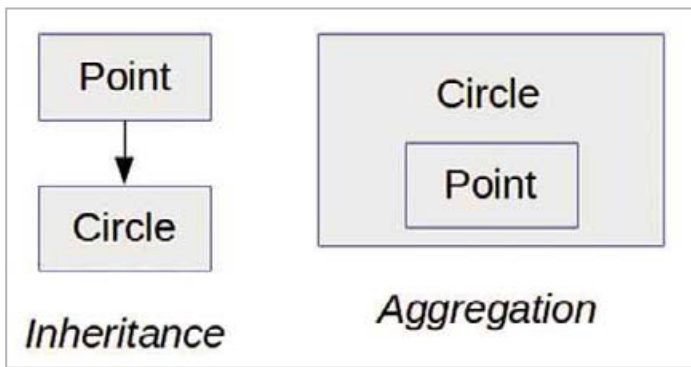 Point
Circle
Inheritance
Circle
Point
Aggregation